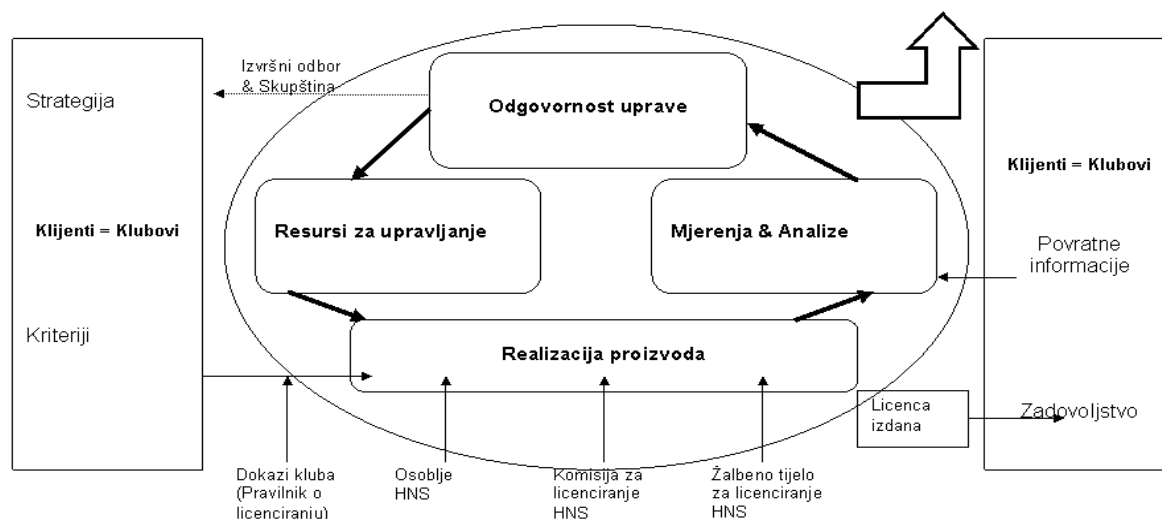 Izvršni odbor
& Skupština
Strategija
Odgovornost uprave
Klijenti = Klubovi
Klijenti = Klubovi
Resursi za upravljanje
Mjerenja & Analize
Povratne
informacije
Kriteriji
Realizacija proizvoda
Licenca
izdana
Zadovoljstvo
Dokazi kluba
(Pravilnik o
licenciranju)
Osoblje
HNS
Komisija za
licenciranje
HNS
Žalbeno tijelo
za licenciranje
HNS